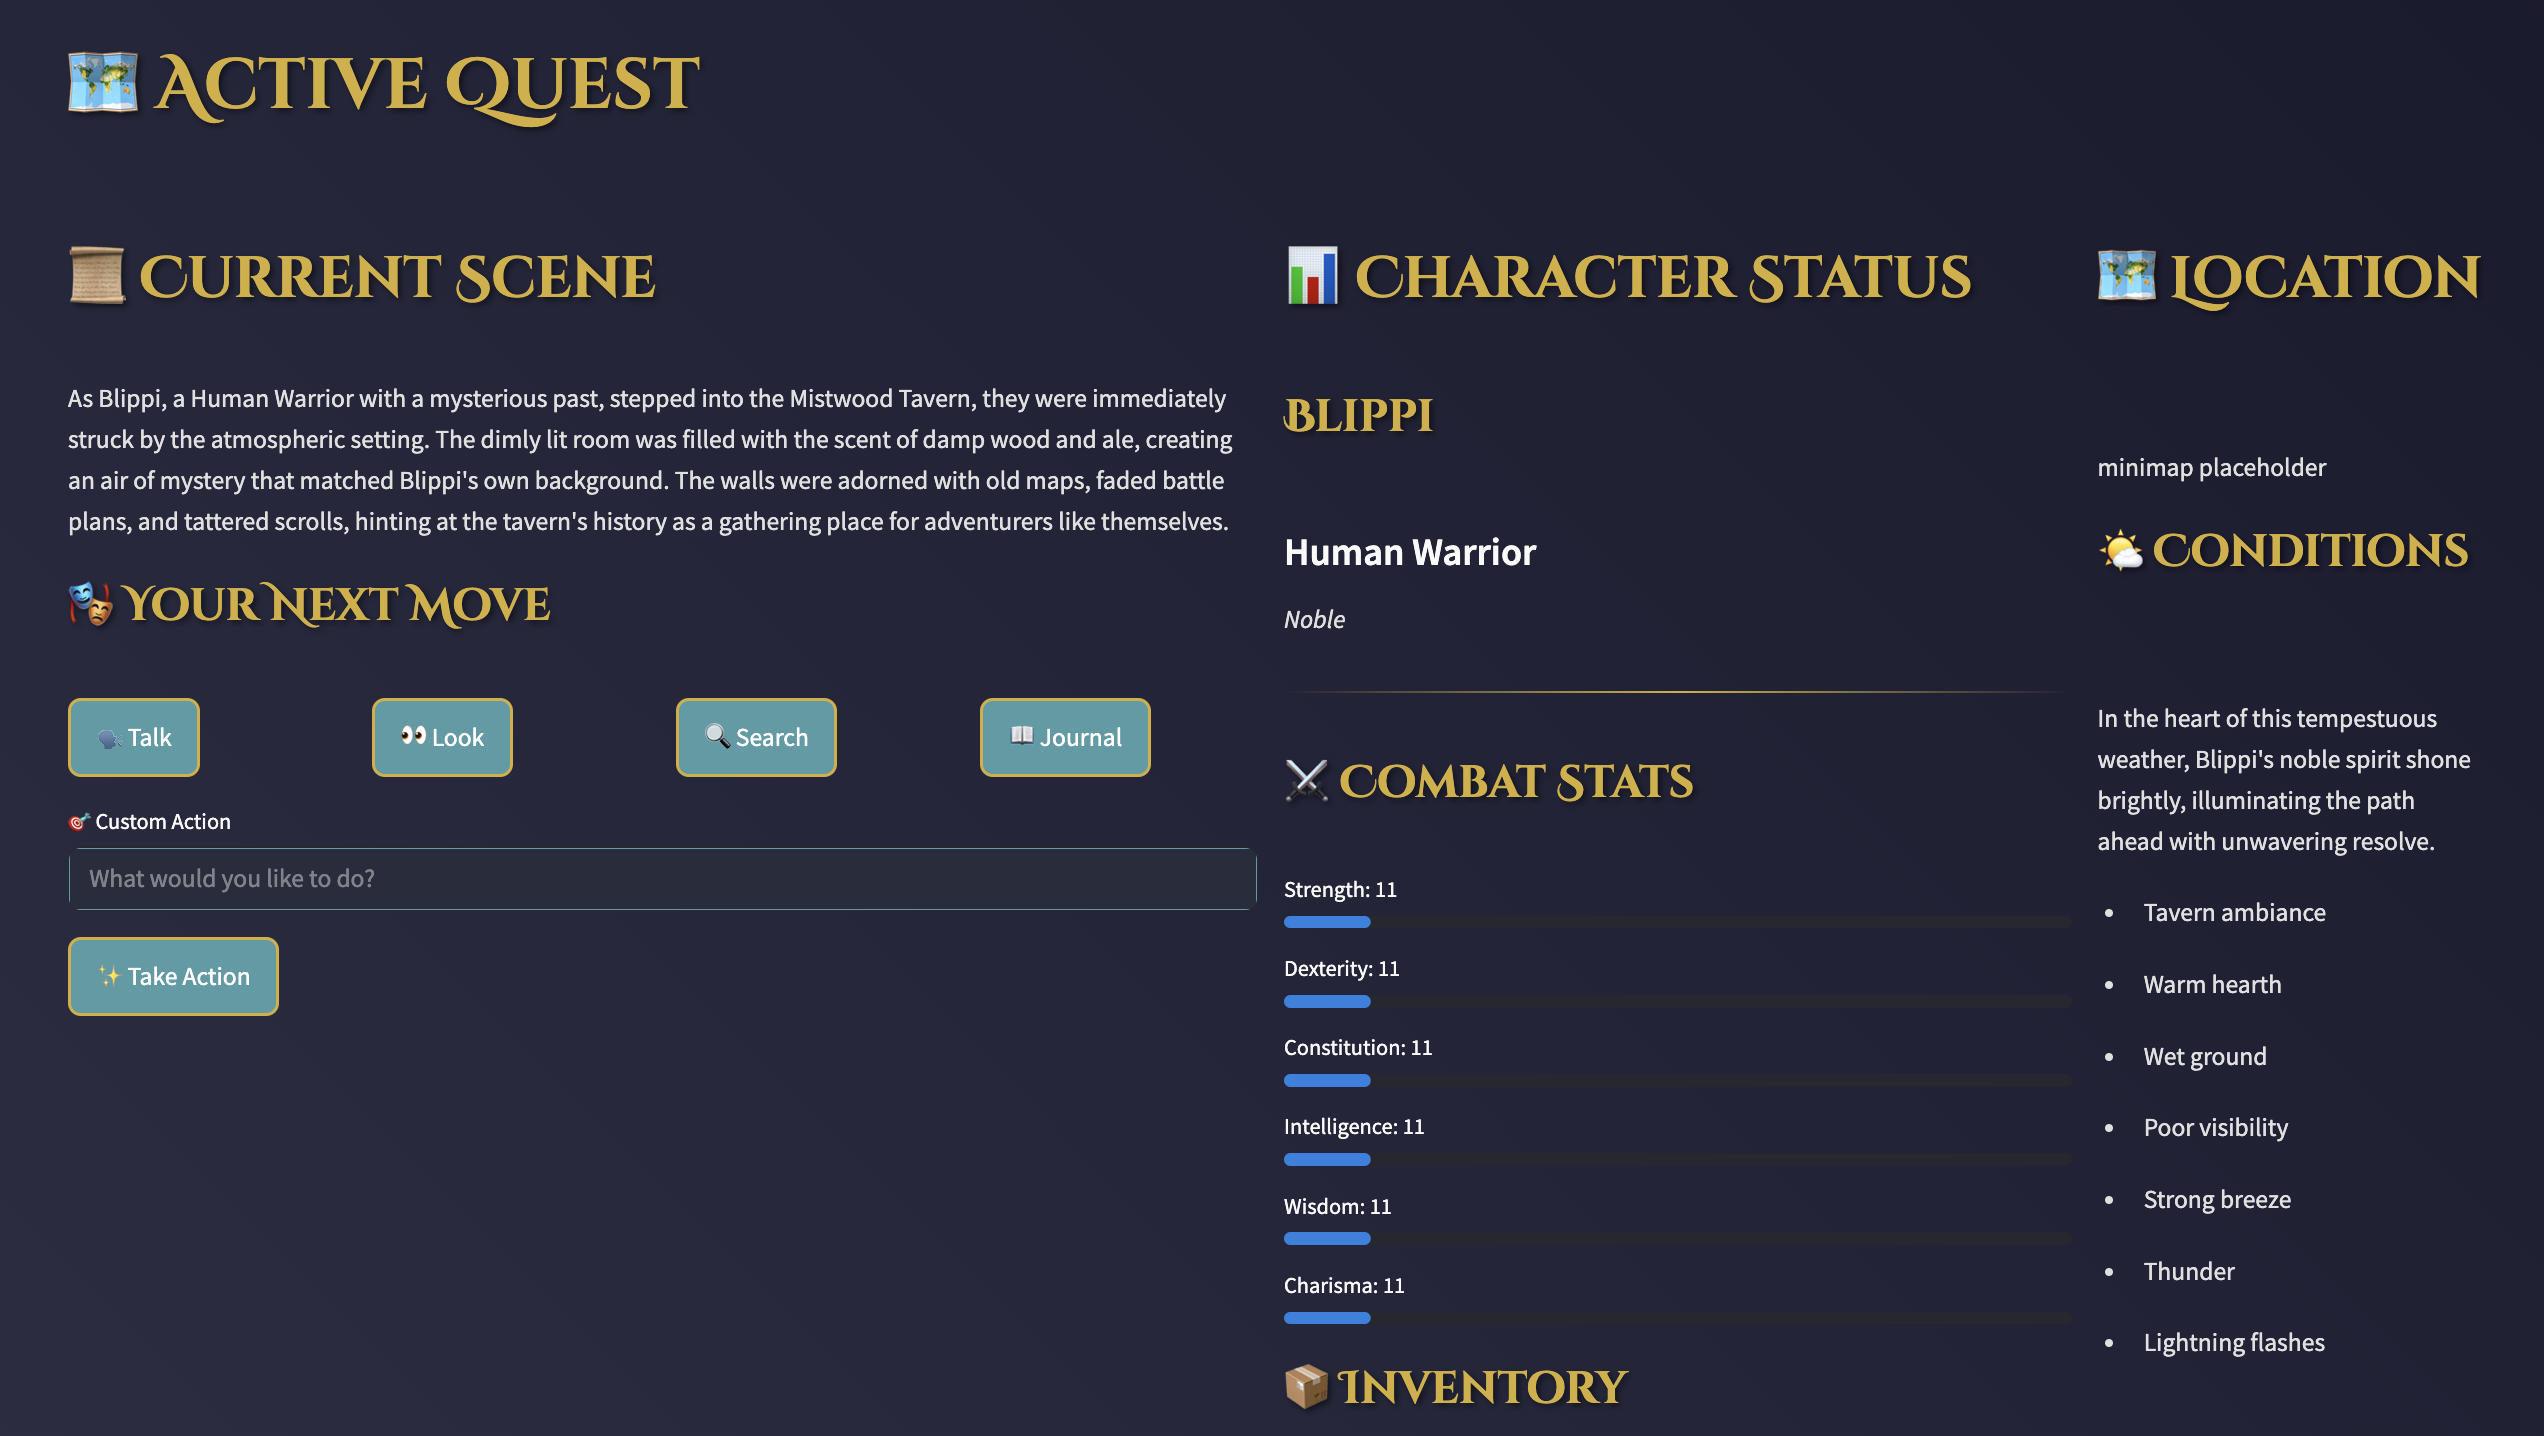 Active Quest
Current Scene
As Blippi, a Human Warrior with a mysterious past, stepped into the Mistwood Tavern, they were immediately
struck by the atmospheric setting. The dimly lit room was filled with the scent of damp wood and ale, creating
an air of mystery that matched Blippi's own background. The walls were adorned with old maps, faded battle
plans, and tattered scrolls, hinting at the tavern's history as a gathering place for adventurers like themselves.
Your Next Move
Talk
Look
Search
Journal
Custom Action
What would you like to do?
Take Action
Character Status
Blippi
Human Warrior
Noble
Combat Stats
Strength: 11
Dexterity: 11
Constitution: 11
Intelligence: 11
Wisdom: 11
Charisma: 11
Inventory
Location
minimap placeholder
Conditions
In the heart of this tempestuous
weather, Blippi's noble spirit shone
brightly, illuminating the path
ahead with unwavering resolve.
Tavern ambiance
Warm hearth
Wet ground
Poor visibility
Strong breeze
Thunder
Lightning flashes